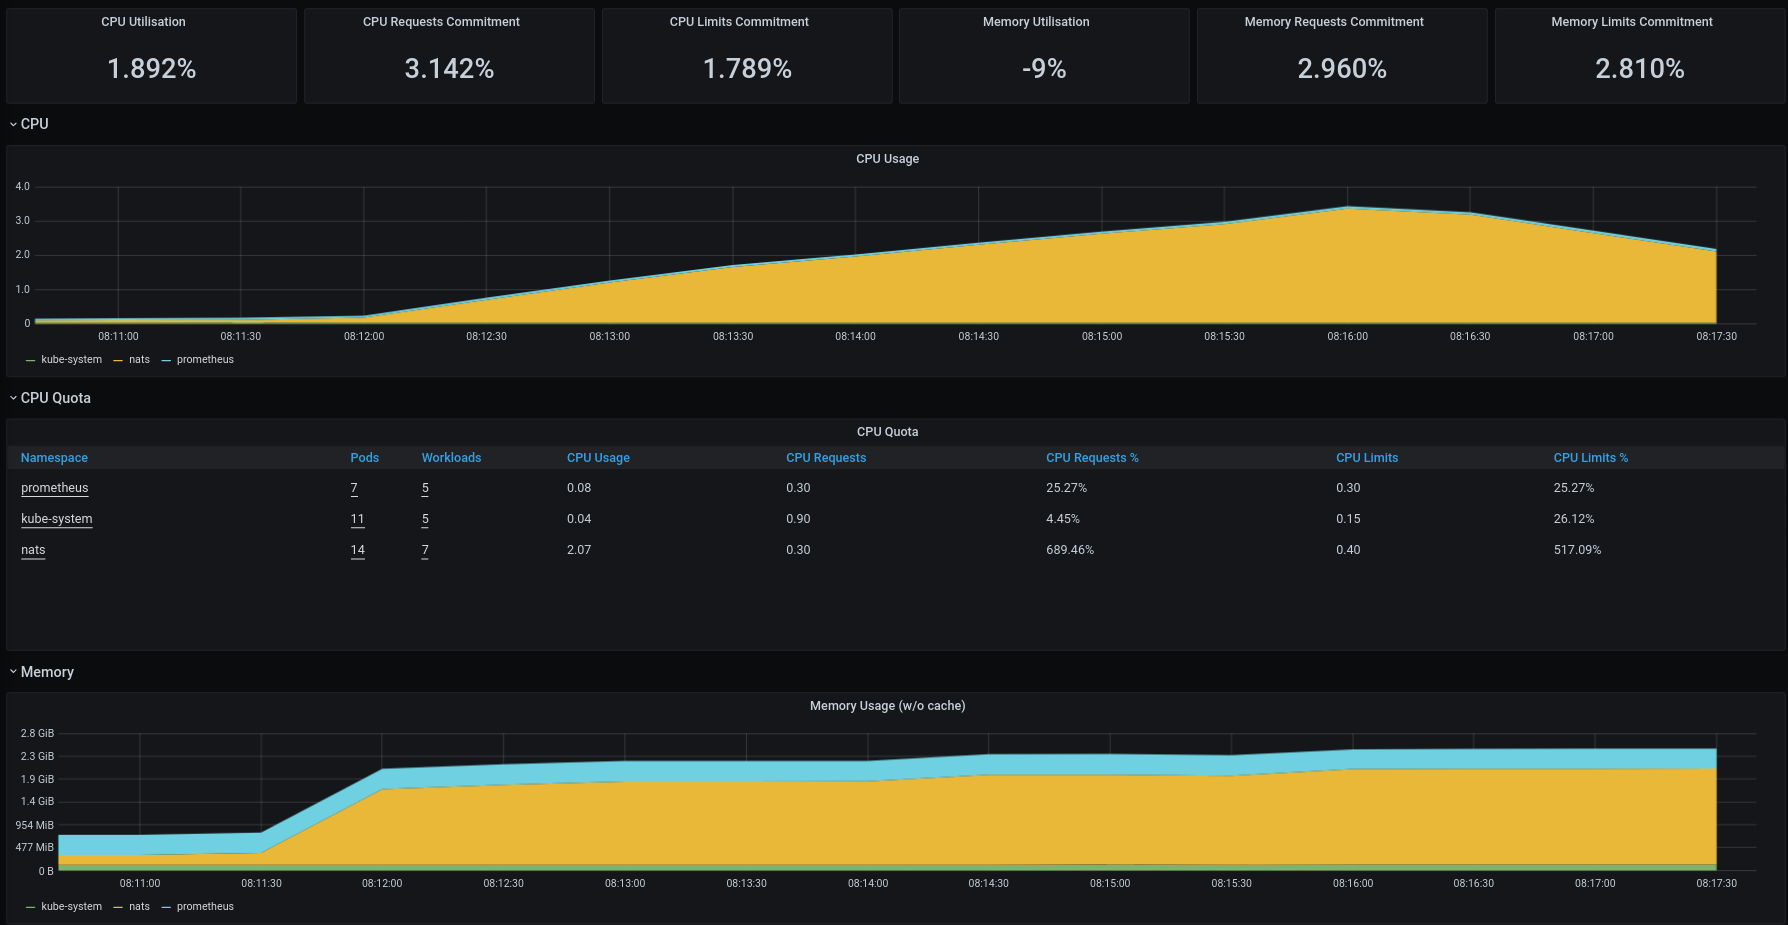 CPU Utilisation CPU Requests Commitment CPU Limits Commitment Memory Utilisation Memory Requests Commitment Memory Limits Commitment
1.892% 3.142% 1.789% -9% 2.960% 2.810%
CPU
CPU Usage
4.0
3.0
2.0
1.0
0
08:11:00 08:11:30 08:12:00 08:12:30 08:13:00 08:13:30 08:14:00 08:14:30 08:15:00 08:15:30 08:16:00 08:16:30 08:17:00 08:17:30
kube-system nats prometheus
CPU Quota
CPU Quota
Namespace Pods Workloads CPU Usage CPU Requests CPU Requests % CPU Limits CPU Limits %
prometheus 7 5 0.08 0.30 25.27% 0.30 25.27%
kube-system 11 5 0.04 0.90 4.45% 0.15 26.12%
nats 14 7 2.07 0.30 689.46% 0.40 517.09%
Memory
Memory Usage (w/o cache)
2.8 GiB
2.3 GiB
1.9 GiB
1.4 GiB
954 MiB
477 MiB
0 B
08:11:00 08:11:30 08:12:00 08:12:30 08:13:00 08:13:30 08:14:00 08:14:30 08:15:00 08:15:30 08:16:00 08:16:30 08:17:00 08:17:30
kube-system nats prometheus